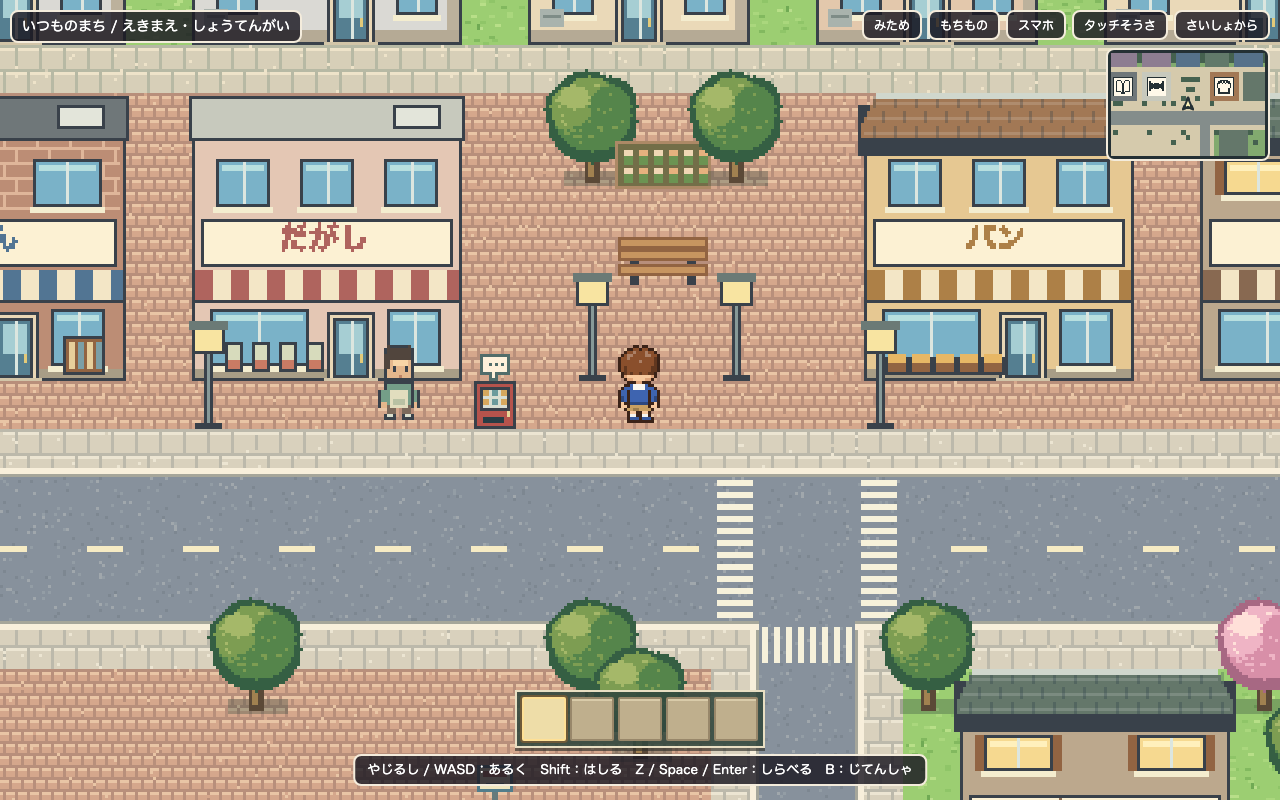 いつものまち / えきまえ・しょうてんがい
みため
もちもの
スマホ
タッチそうさ
さいしょから
だがし
パン
やじるし / WASD：あるく　Shift：はしる　Z / Space / Enter：しらべる　B：じてんしゃ